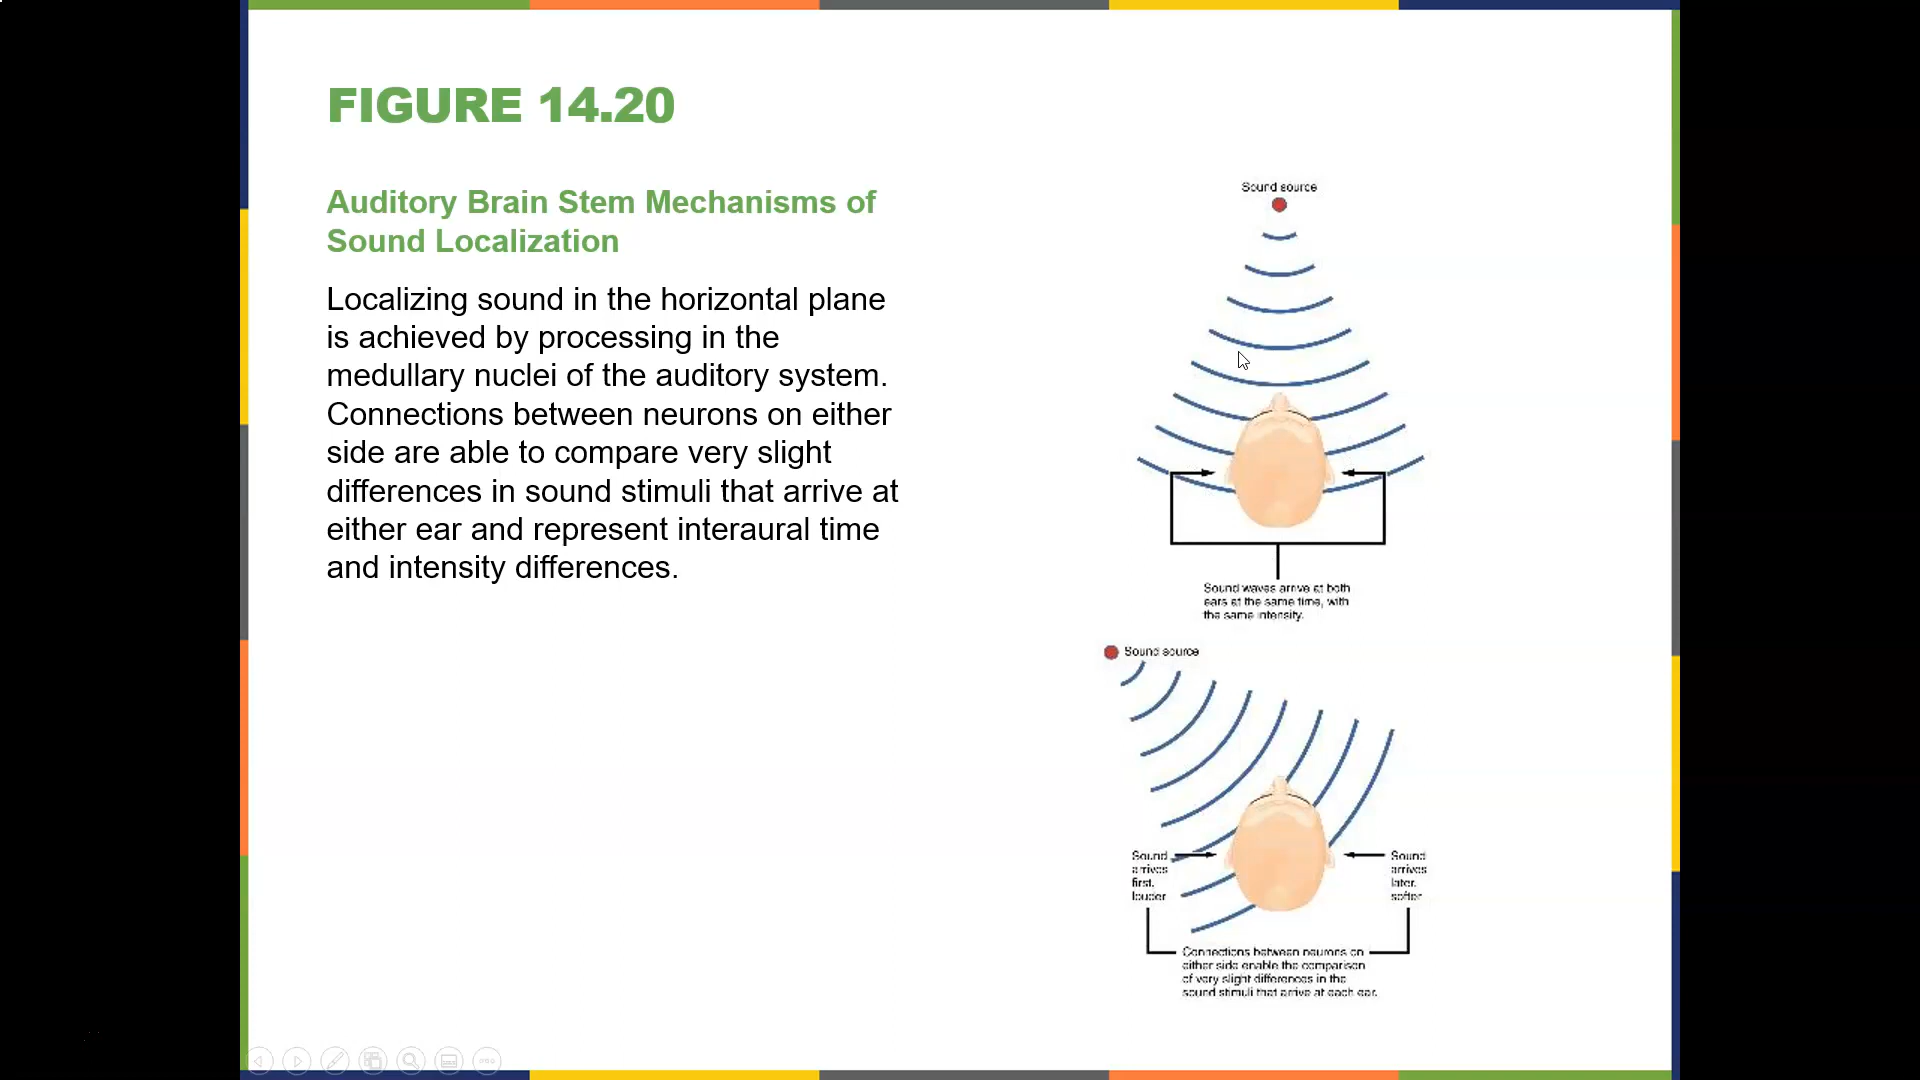 FIGURE 14.20
Auditory Brain Stem Mechanisms of
Sound Localization
Localizing sound in the horizontal plane
is achieved by processing in the
medullary nuclei of the auditory system.
Connections between neurons on either
side are able to compare very slight
differences in sound stimuli that arrive at
either ear and represent interaural time
and intensity differences.
Sound source
Sound waves arrive at both
ears at the same time, with
the same intensity.
Sound source
Sound
arrives
first,
louder
Sound
arrives
later,
softer
Connections between neurons on
either side enable the comparison
of very slight differences in the
sound stimuli that arrive at each ear.